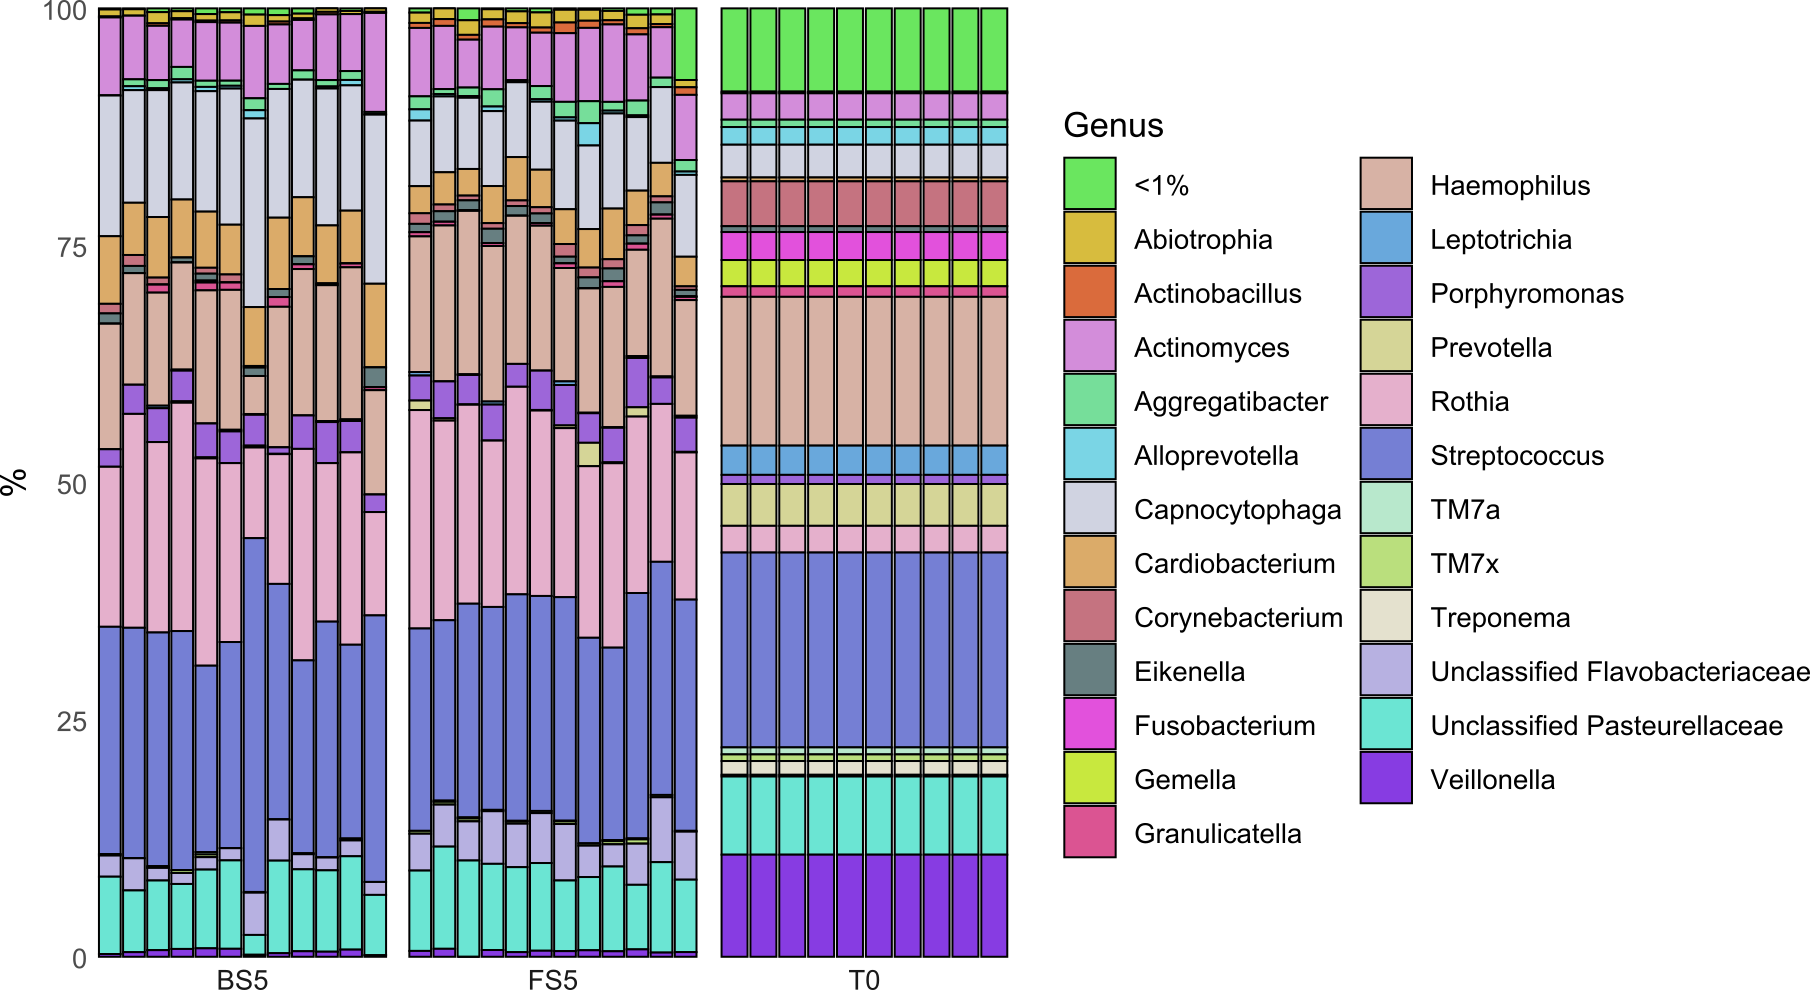 100
75
50
25
0
%
BS5
FS5
T0
Genus
<1%
Abiotrophia
Actinobacillus
Actinomyces
Aggregatibacter
Alloprevotella
Capnocytophaga
Cardiobacterium
Corynebacterium
Eikenella
Fusobacterium
Gemella
Granulicatella
Haemophilus
Leptotrichia
Porphyromonas
Prevotella
Rothia
Streptococcus
TM7a
TM7x
Treponema
Unclassified Flavobacteriaceae
Unclassified Pasteurellaceae
Veillonella